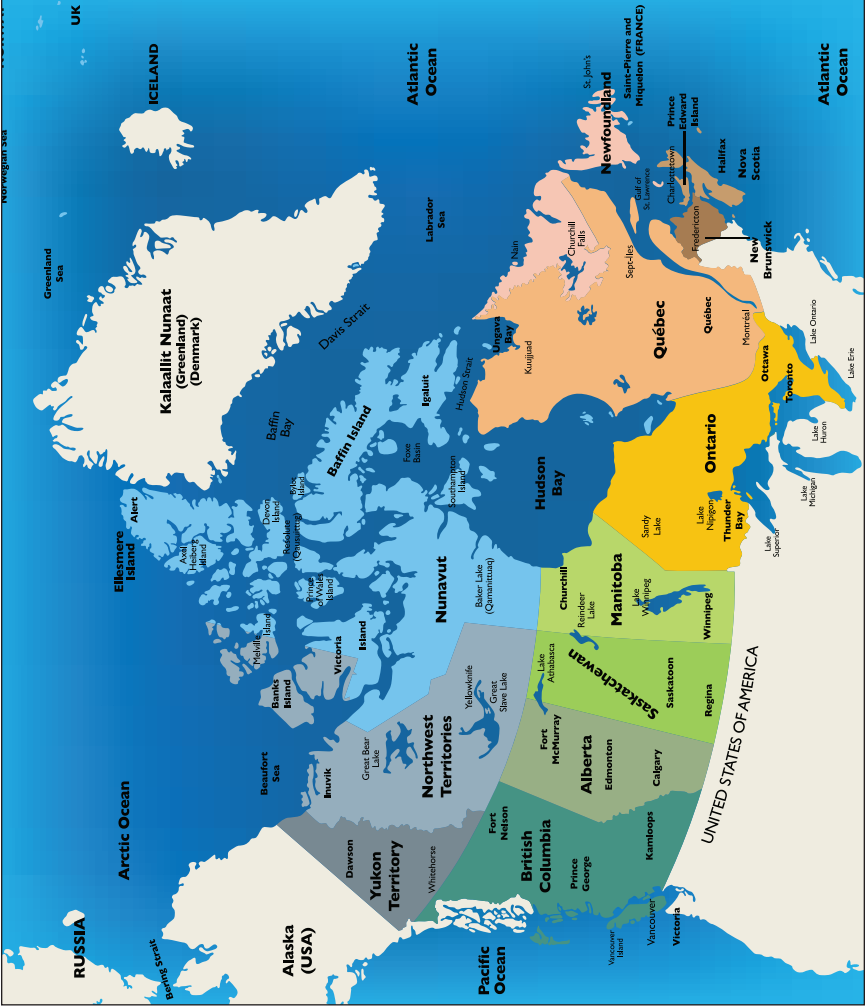 Norwegian Sea
UK
Greenland
Sea
RUSSIA
ICELAND
Arctic Ocean
Ellesmere
Island
Alert
Bering Strait
Kalaallit Nunaat
(Greenland)
(Denmark)
Axel
Heiberg
Island
Beaufort
Sea
Banks
Island
Melville
Island
Devon
Island
Resolute
(Qausuittuq)
Bylot
Island
Baffin
Bay
Alaska
(USA)
Inuvik
Prince
of Wales
Island
Victoria
Island
Baffin Island
Davis Strait
Dawson
Yukon
Territory
Great Bear
Lake
Foxe
Basin
Igaluit
Labrador
Sea
Atlantic
Ocean
Whitehorse
Northwest
Territories
Nunavut
Southampton
Island
Hudson Strait
Yellowknife
Great
Slave Lake
Baker Lake
(Qamanittuaq)
Pacific
Ocean
Fort
Nelson
Ungava
Bay
Nain
Kuujjuad
British
Columbia
Fort
McMurray
Lake
Athabasca
Hudson
Bay
Churchill
Churchill
Falls
Prince
George
Alberta
Saskatchewan
Reindeer
Lake
St. John's
Newfoundland
Edmonton
Manitoba
Vancouver
Island
Lake
Winnipeg
Sept-Iles
Saint-Pierre and
Miquelon (FRANCE)
Gulf of
St. Lawrence
Vancouver
Kamloops
Calgary
Saskatoon
Sandy
Lake
Québec
Victoria
Charlottetown
Prince
Edward
Island
Regina
Winnipeg
Lake
Nipigon
Ontario
Québec
Fredericton
Halifax
UNITED STATES OF AMERICA
Thunder
Bay
Montréal
Nova
Scotia
New
Brunswick
Lake
Superior
Ottawa
Toronto
Lake
Michigan
Lake
Huron
Lake Ontario
Lake Erie
Atlantic
Ocean